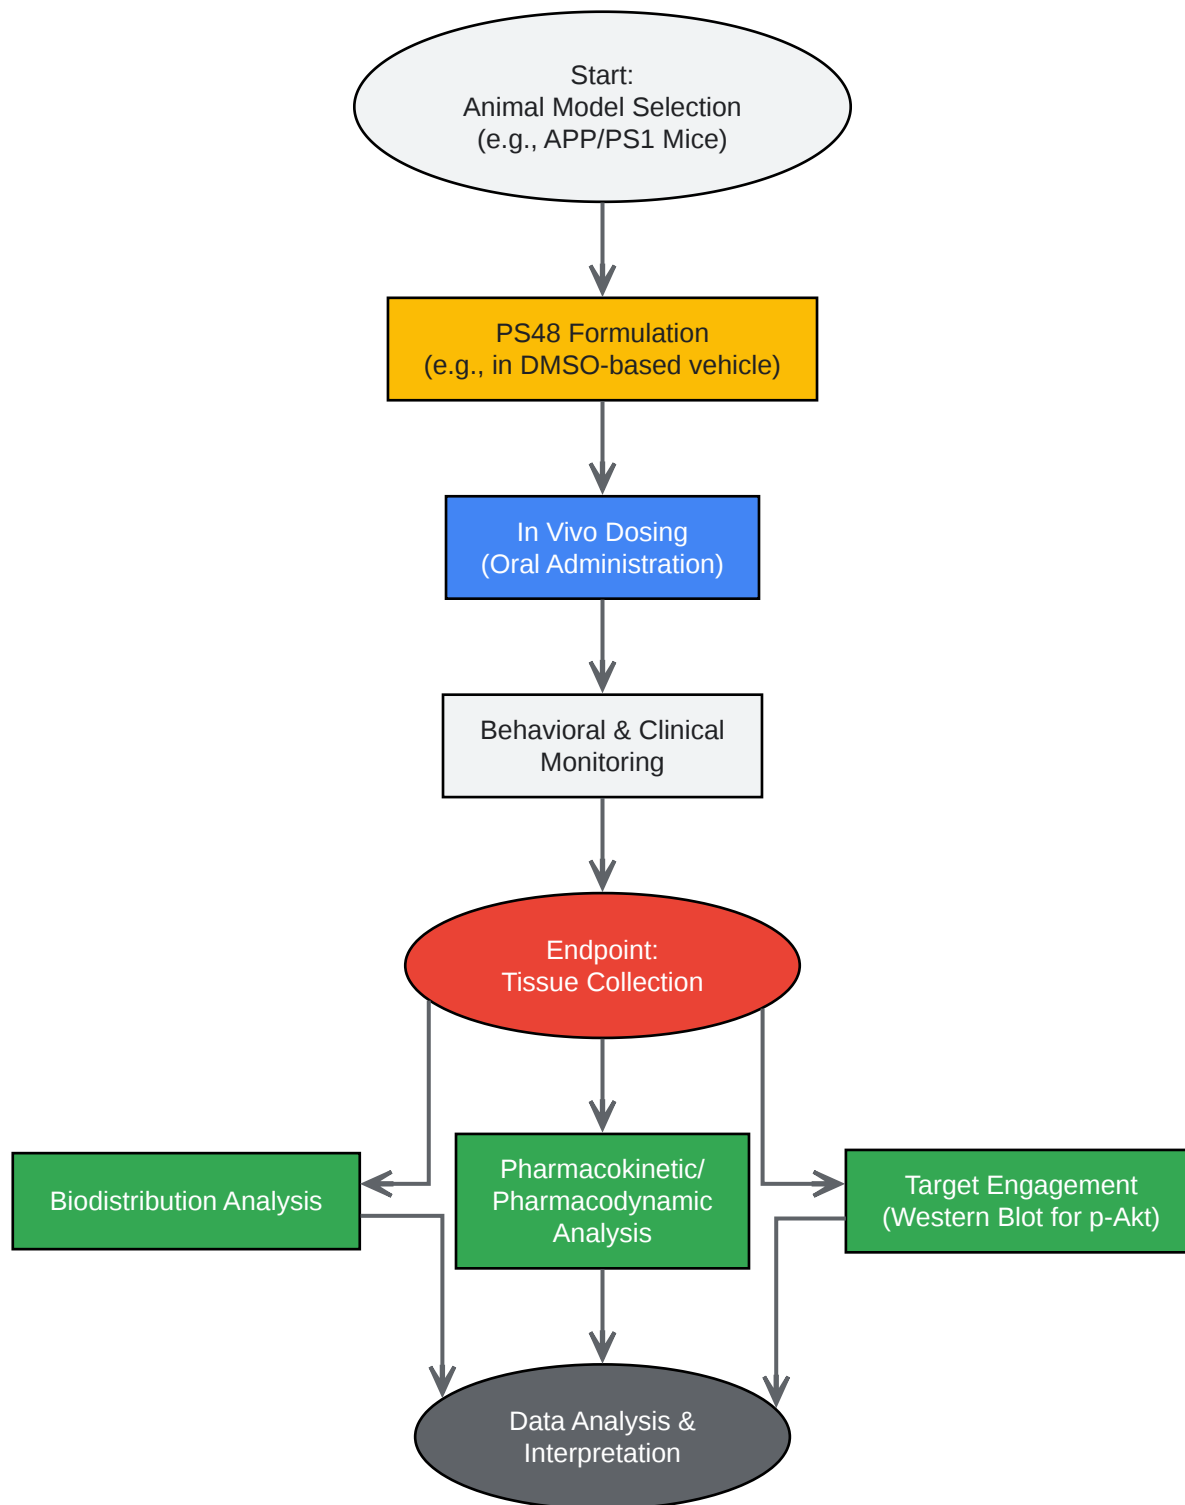 Start:
Animal Model Selection
(e.g., APP/PS1 Mice)
PS48 Formulation
(e.g., in DMSO-based vehicle)
In Vivo Dosing
(Oral Administration)
Behavioral & Clinical
Monitoring
Endpoint:
Tissue Collection
Biodistribution Analysis
Pharmacokinetic/
Pharmacodynamic
Analysis
Target Engagement
(Western Blot for p-Akt)
Data Analysis &
Interpretation